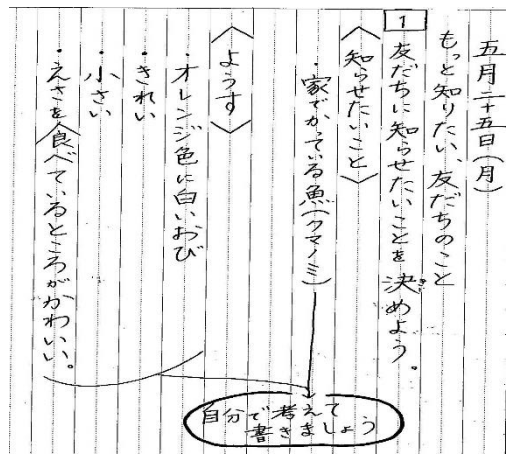 五月二十五日(月)
もっと知りたい、友だちのこと
1 友だちに知らせたいことを決めよう。
き
〈知らせたいこと〉
・家でかっている魚(クマノミ)
〈ようす〉
・オレンジ色に白いおび
・きれい
・小さい
・えさを食べているところがかわいい。
自分で考えて
書きましょう